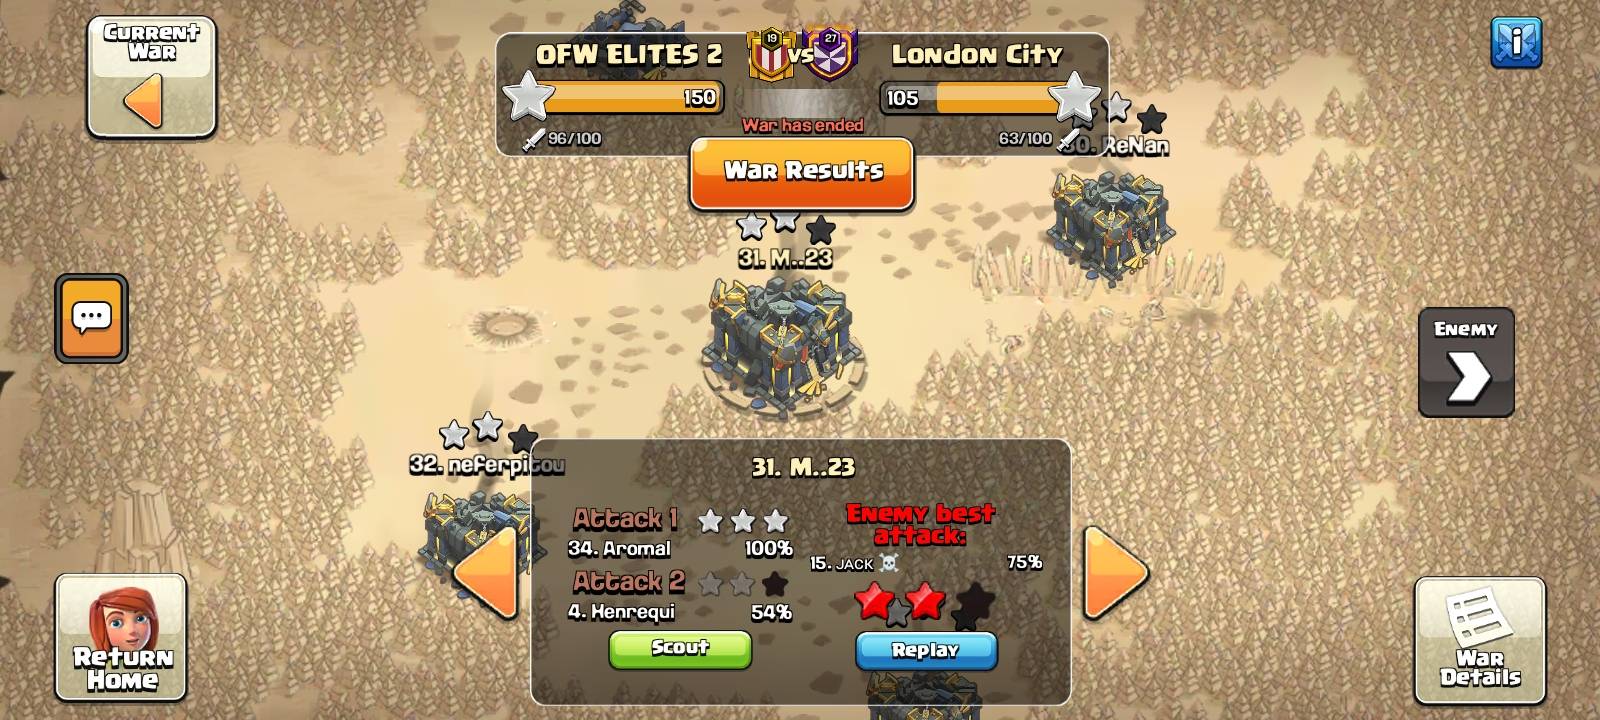 Current
War
OFW ELITES 2
19
vs
27
London City
150
105
96/100
War has ended
63/100
War Results
30. ReNan
31. M..23
Enemy
32. neferpitou
31. M..23
Attack 1
34. Aromal
100%
Attack 2
4. Henrequi
54%
Scout
Enemy best
attack:
15. JACK ☠️
75%
Replay
Return
Home
War
Details